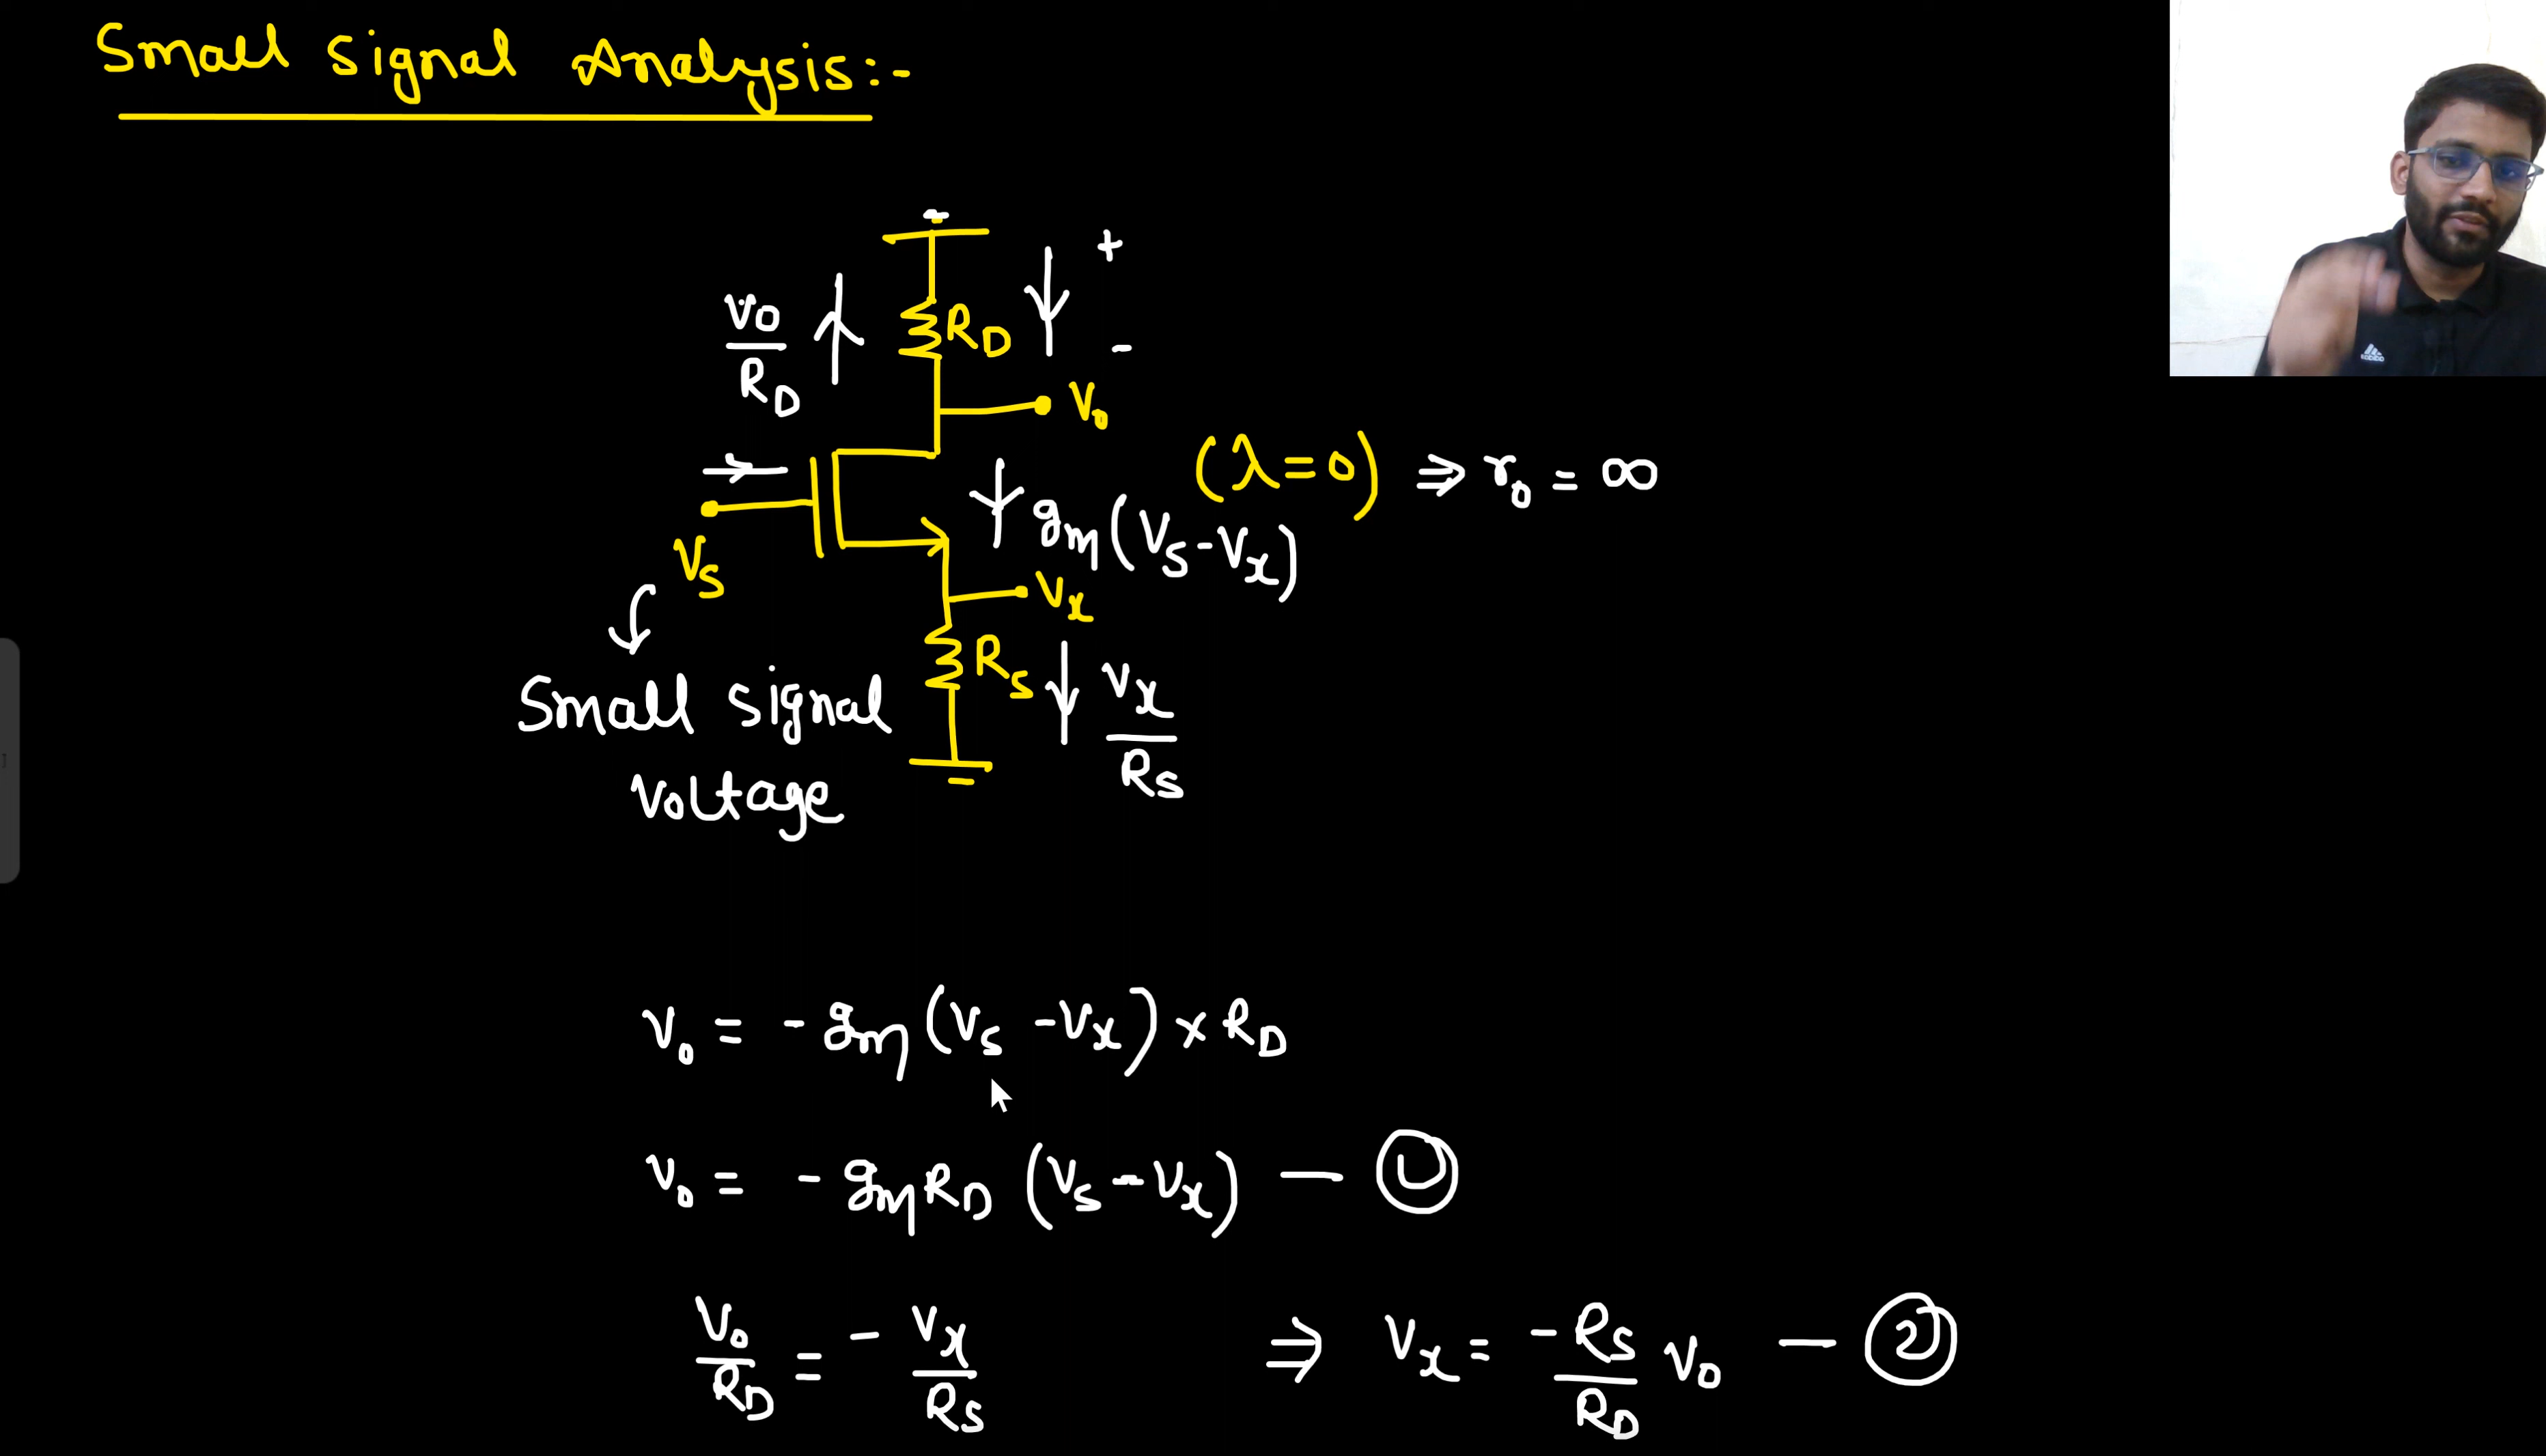 Small signal Analysis:-
+
V0/RD
RD
-
V0
(λ=0) ⇒ r0 = ∞
gm(Vs-Vx)
Vs
Vx
Rs
Vx/Rs
Small signal
Voltage
V0 = -gm(Vs-Vx)×RD
V0 = -gmRD(Vs-Vx) — ①
V0/RD = -Vx/Rs ⇒ Vx = -Rs/RD V0 — ②